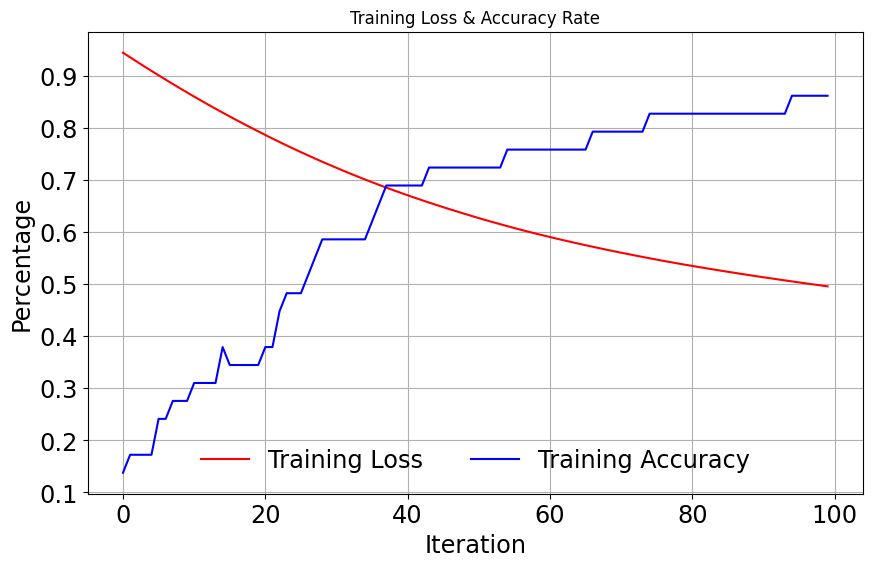 Training Loss & Accuracy Rate
Percentage
0.9
0.8
0.7
0.6
0.5
0.4
0.3
0.2
0.1
Training Loss
Training Accuracy
0 20 40 60 80 100
Iteration